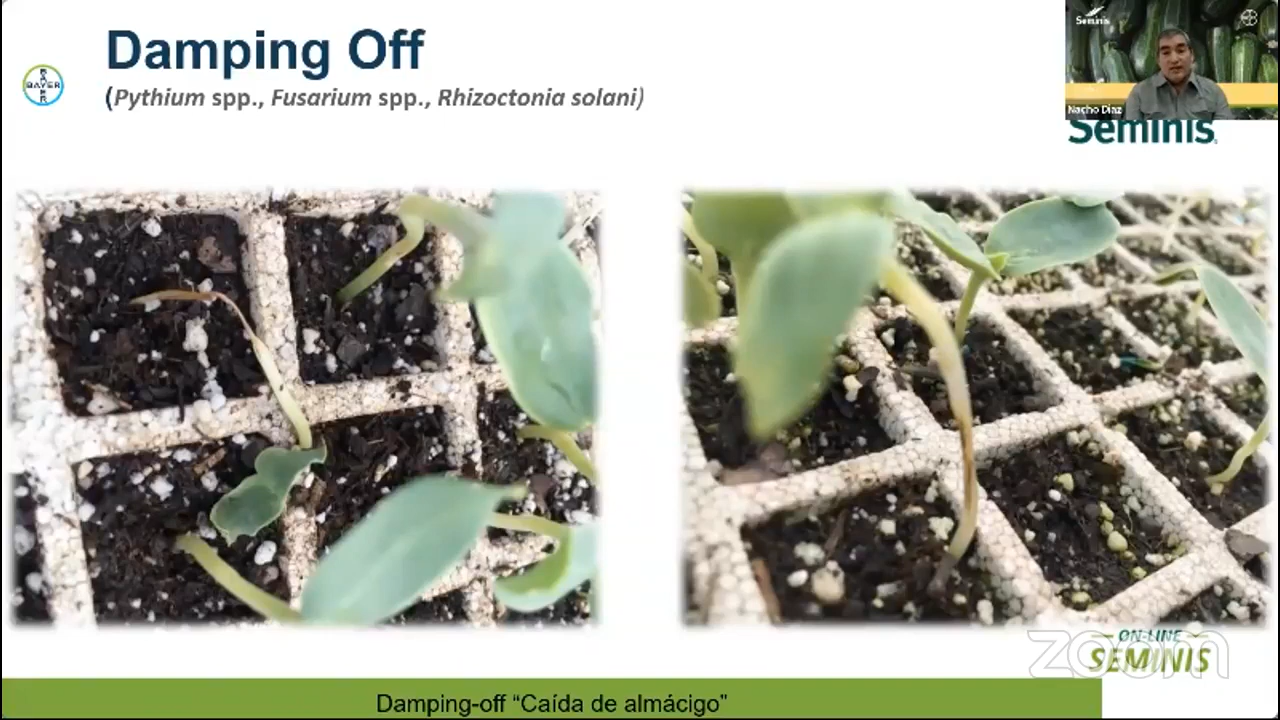 Damping Off
(Pythium spp., Fusarium spp., Rhizoctonia solani)
BAYER
BAYER
Seminis
Nacho Diaz
Seminis
zoom
ON-LINE
SEMINIS
Damping-off “Caída de almácigo”